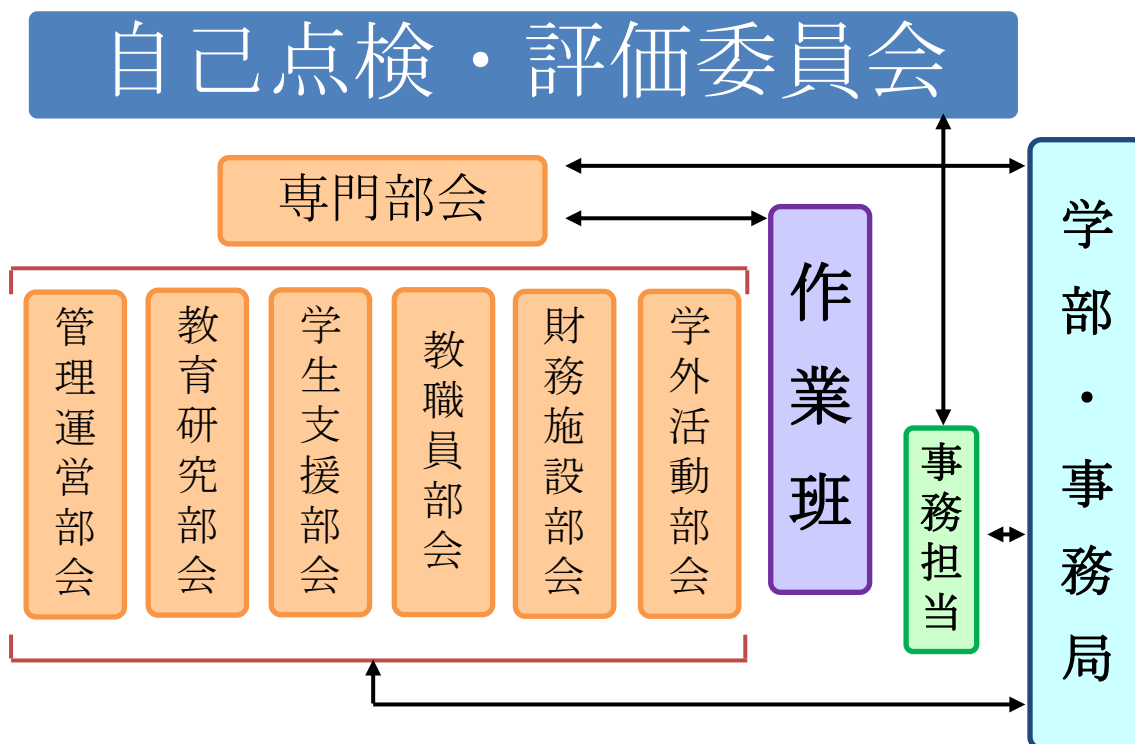 自己点検・評価委員会
専門部会
管理運営部会
教育研究部会
学生支援部会
教職員部会
財務施設部会
学外活動部会
作業班
事務担当
学部・事務局